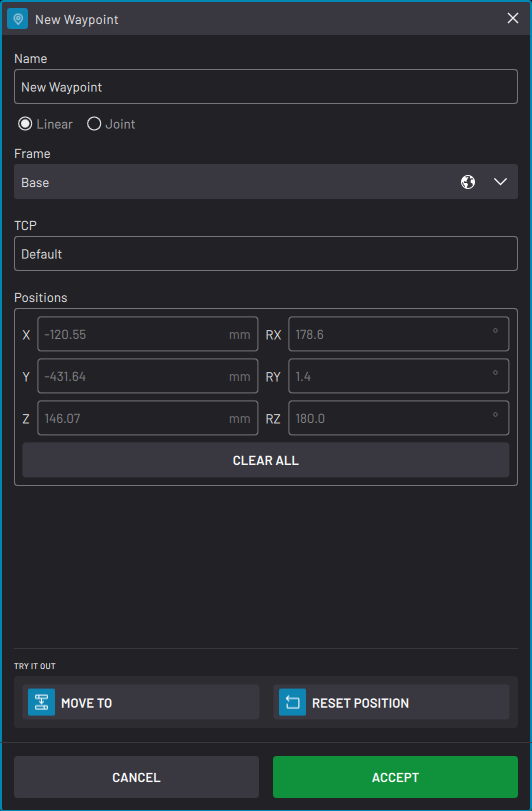 New Waypoint
Name
New Waypoint
Linear Joint
Frame
Base
TCP
Default
Positions
X -120.55 mm RX 178.6 °
Y -431.64 mm RY 1.4 °
Z 146.07 mm RZ 180.0 °
CLEAR ALL
TRY IT OUT
MOVE TO RESET POSITION
CANCEL ACCEPT